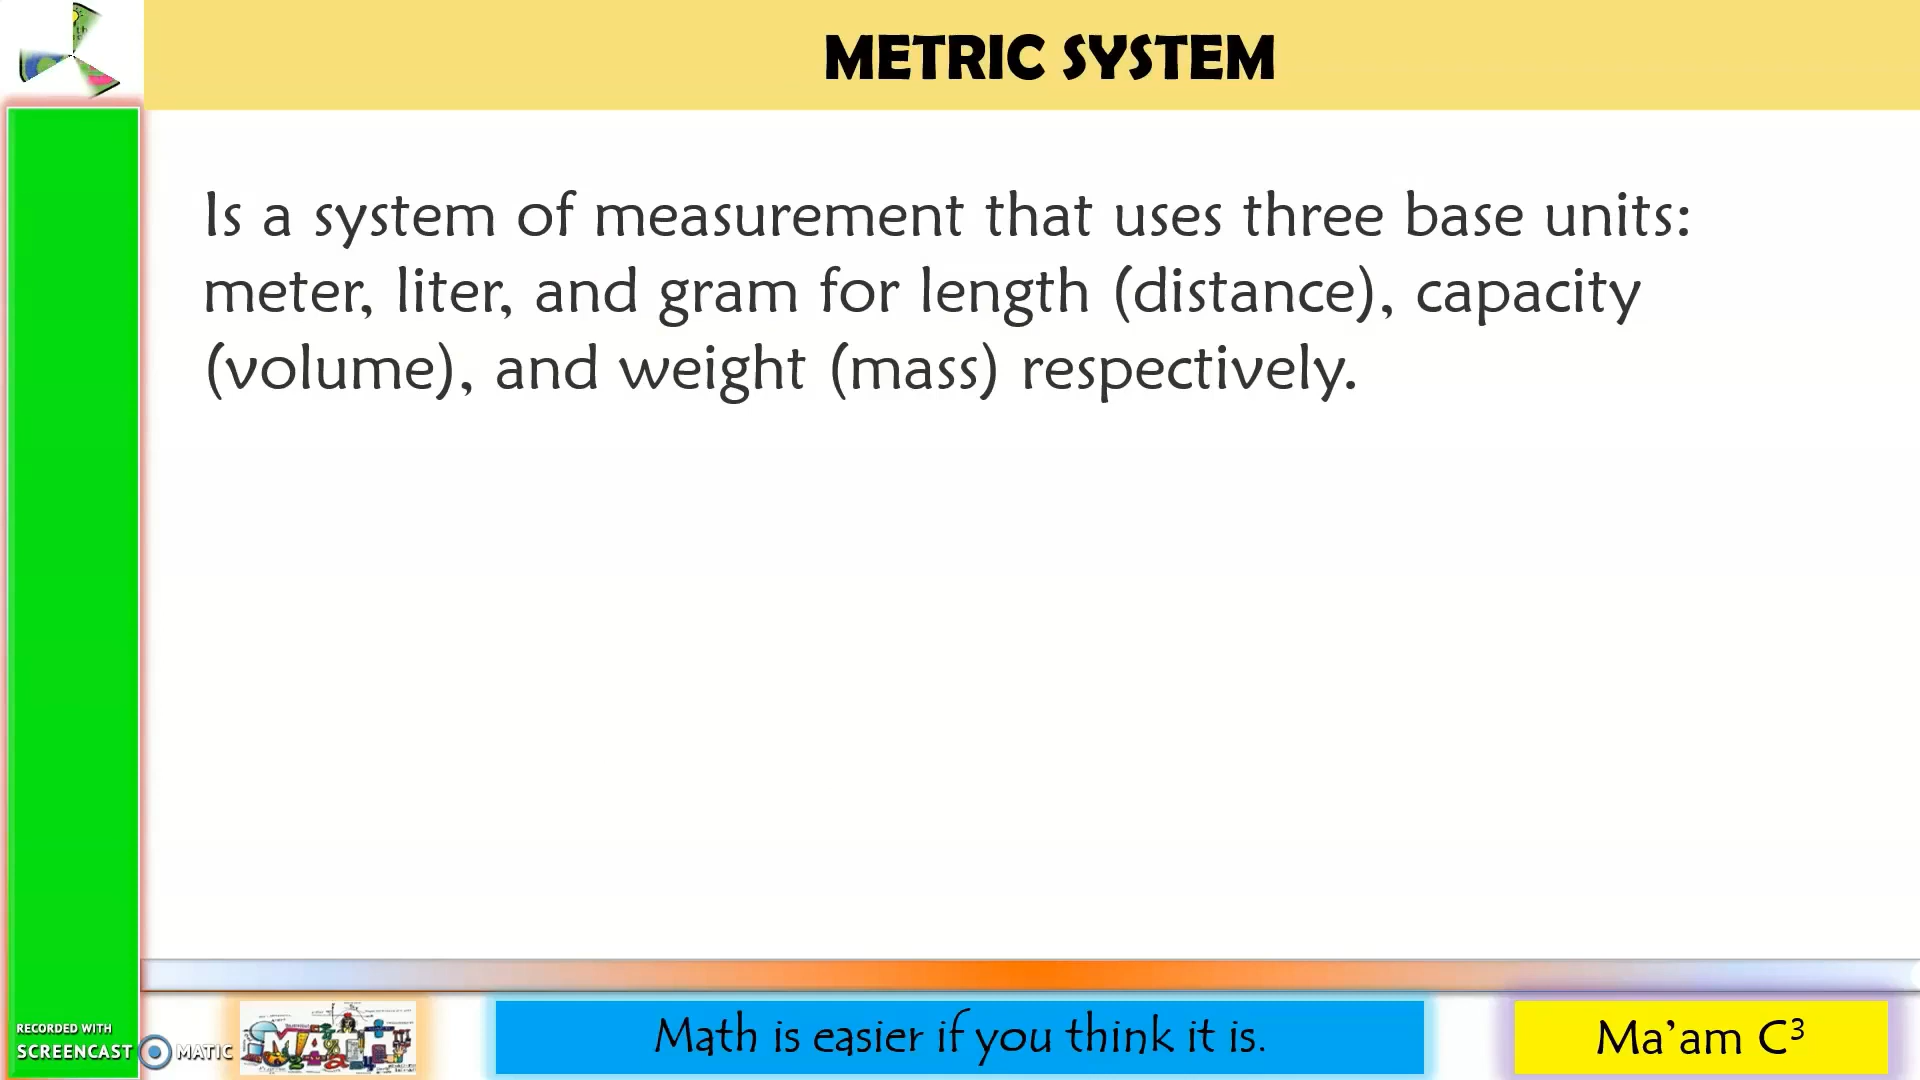 METRIC SYSTEM
Is a system of measurement that uses three base units:
meter, liter, and gram for length (distance), capacity
(volume), and weight (mass) respectively.
RECORDED WITH
SCREENCAST MATIC
MATH
Math is easier if you think it is.
Ma’am C³